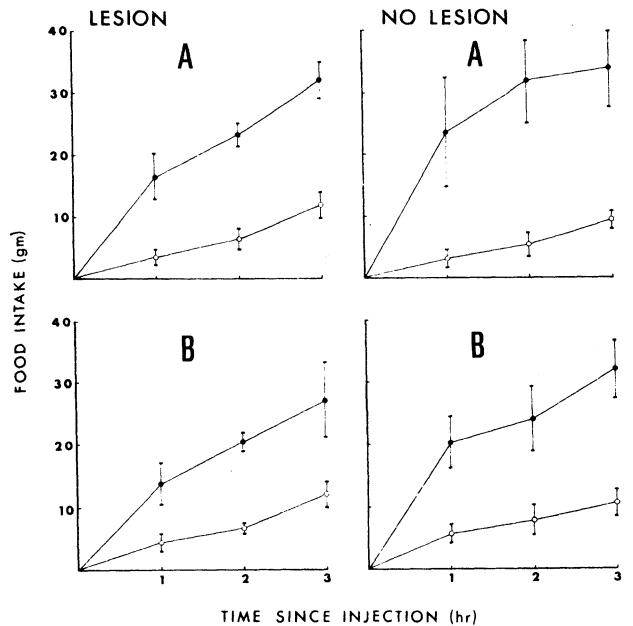 LESION
NO LESION
A
A
40
30
20
10
FOOD INTAKE (gm)
B
B
40
30
20
10
1 2 3
1 2 3
TIME SINCE INJECTION (hr)